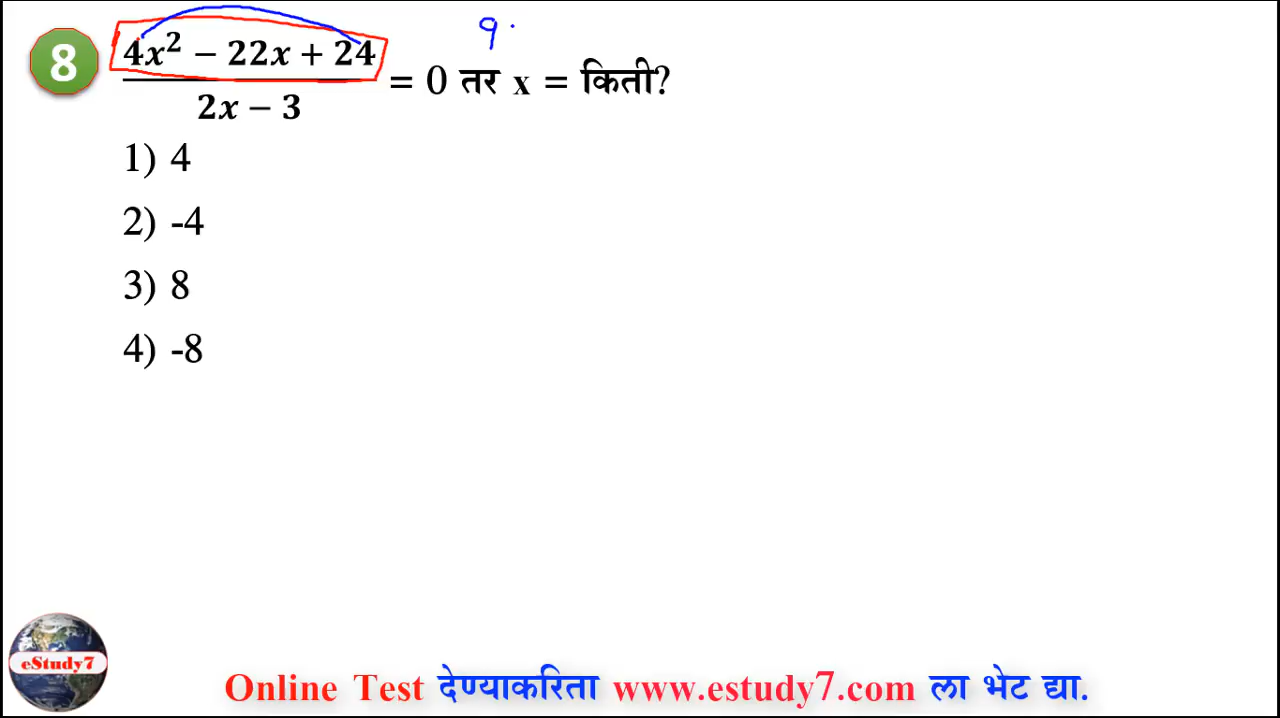 9.
8
4x² − 22x + 24
2x − 3
= 0 तर x = किती?
1) 4
2) -4
3) 8
4) -8
eStudy7
Online Test देण्याकरिता www.estudy7.com ला भेट द्या.